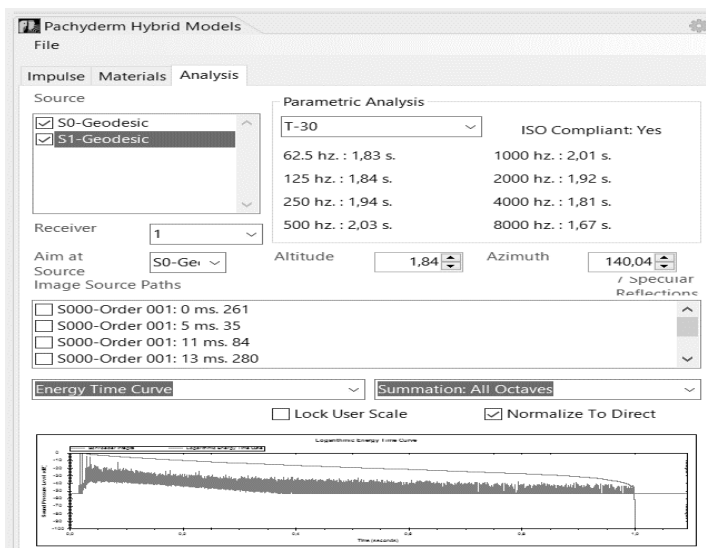 Pachyderm Hybrid Models
File
Impulse Materials Analysis
Source
S0-Geodesic
S1-Geodesic
Parametric Analysis
T-30
ISO Compliant: Yes
62.5 hz. : 1,83 s.
1000 hz. : 2,01 s.
125 hz. : 1,84 s.
2000 hz. : 1,92 s.
250 hz. : 1,94 s.
4000 hz. : 1,81 s.
500 hz. : 2,03 s.
8000 hz. : 1,67 s.
Receiver
1
Aim at Source
S0-Ge
Altitude
1,84
Azimuth
140,04
Image Source Paths
7 Specular
Reflections
S000-Order 001: 0 ms. 261
S000-Order 001: 5 ms. 35
S000-Order 001: 11 ms. 84
S000-Order 001: 13 ms. 280
Energy Time Curve
Summation: All Octaves
Lock User Scale
Normalize To Direct
Logarithmic Energy Time Curve
Time (seconds)